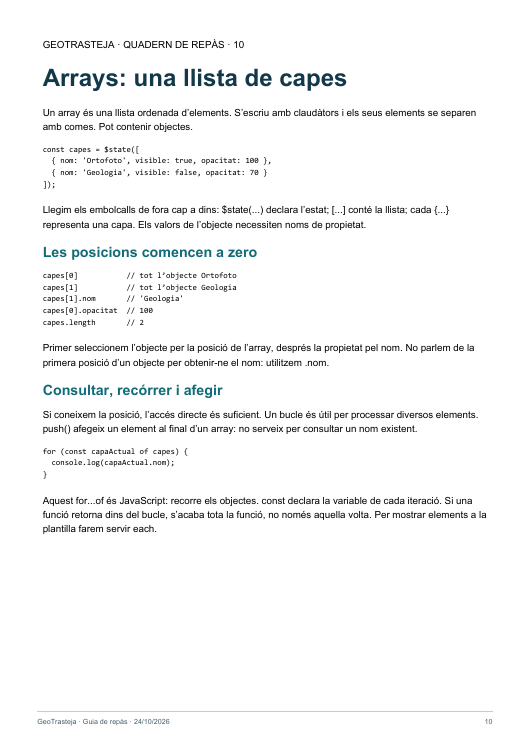 GEOTRASTEJA · QUADERN DE REPÀS · 10
Arrays: una llista de capes
Un array és una llista ordenada d’elements. S’escriu amb claudàtors i els seus elements se separen
amb comes. Pot contenir objectes.
const capes = $state([
  { nom: 'Ortofoto', visible: true, opacitat: 100 },
  { nom: 'Geologia', visible: false, opacitat: 70 }
]);
Llegim els embolcalls de fora cap a dins: $state(...) declara l’estat; [...] conté la llista; cada {...}
representa una capa. Els valors de l’objecte necessiten noms de propietat.
Les posicions comencen a zero
capes[0]           // tot l’objecte Ortofoto
capes[1]           // tot l’objecte Geologia
capes[1].nom       // 'Geologia'
capes[0].opacitat  // 100
capes.length       // 2
Primer seleccionem l’objecte per la posició de l’array, després la propietat pel nom. No parlem de la
primera posició d’un objecte per obtenir-ne el nom: utilitzem .nom.
Consultar, recórrer i afegir
Si coneixem la posició, l’accés directe és suficient. Un bucle és útil per processar diversos elements.
push() afegeix un element al final d’un array: no serveix per consultar un nom existent.
for (const capaActual of capes) {
  console.log(capaActual.nom);
}
Aquest for...of és JavaScript: recorre els objectes. const declara la variable de cada iteració. Si una
funció retorna dins del bucle, s’acaba tota la funció, no només aquella volta. Per mostrar elements a la
plantilla farem servir each.
GeoTrasteja · Guia de repàs · 24/10/2026
10